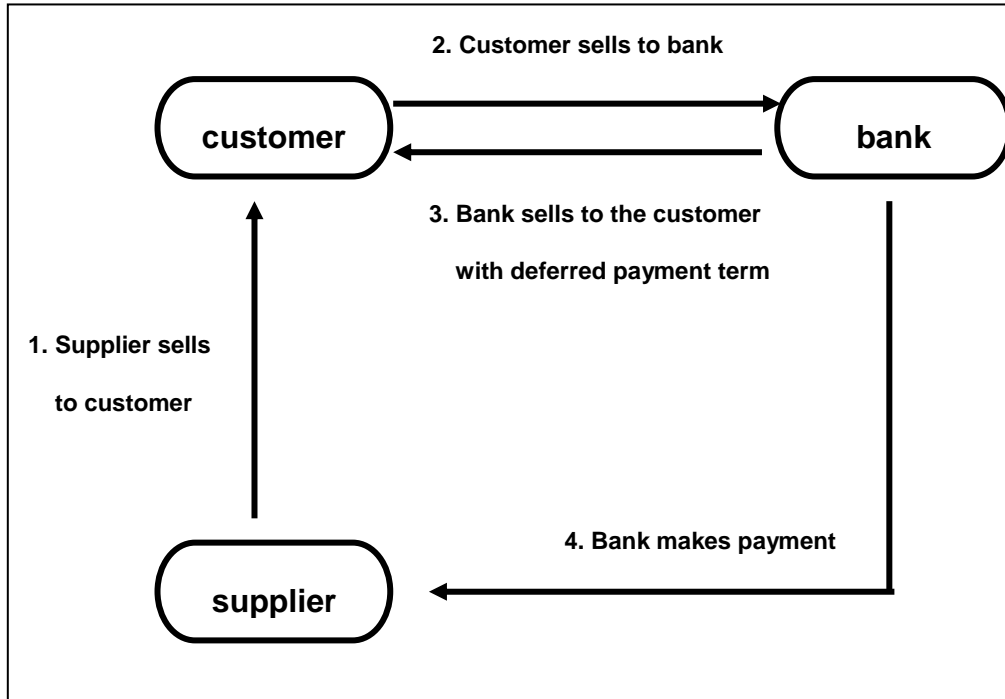 2. Customer sells to bank
customer
bank
3. Bank sells to the customer
with deferred payment term
1. Supplier sells
to customer
4. Bank makes payment
supplier